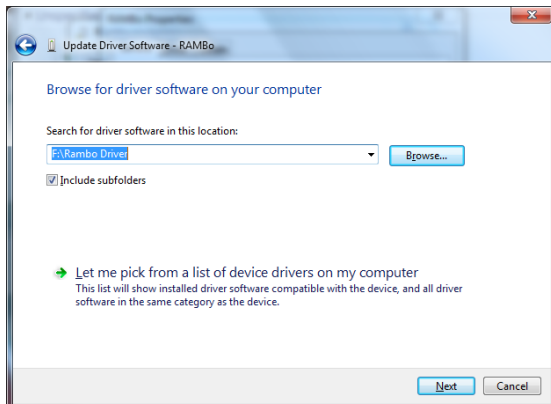 Update Driver Software - RAMBo
Browse for driver software on your computer
Search for driver software in this location:
F:\Rambo Driver
Browse...
Include subfolders
Let me pick from a list of device drivers on my computer
This list will show installed driver software compatible with the device, and all driver
software in the same category as the device.
Next
Cancel